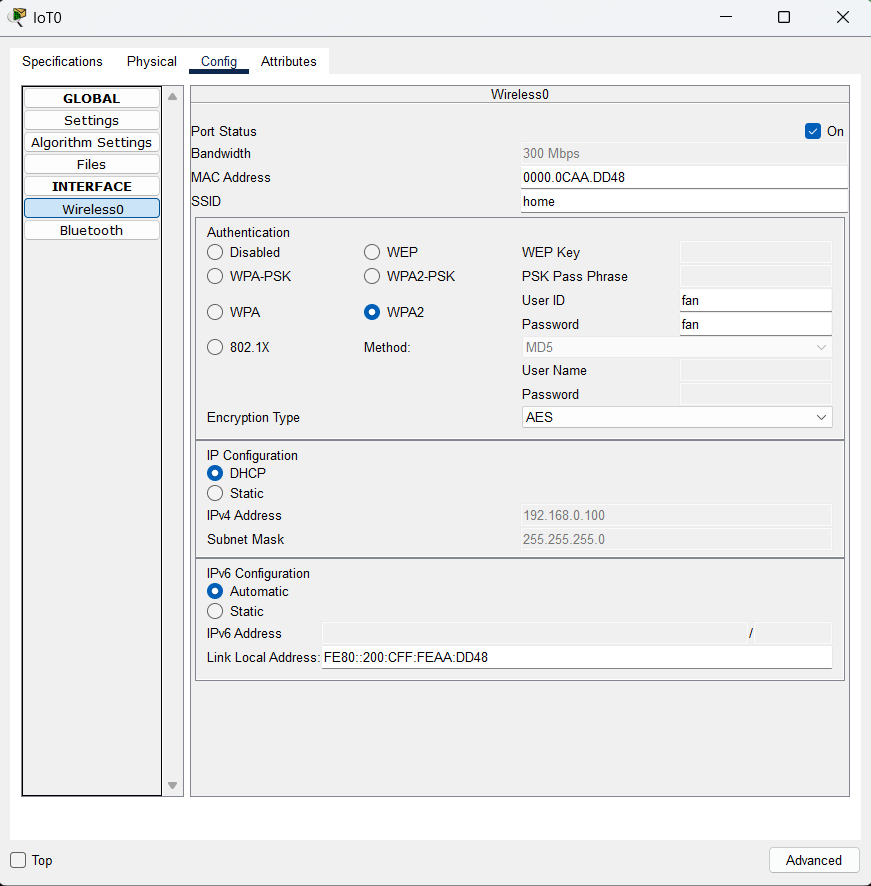 IoT0
Specifications Physical Config Attributes
GLOBAL
Settings
Algorithm Settings
Files
INTERFACE
Wireless0
Bluetooth
Wireless0
Port Status On
Bandwidth 300 Mbps
MAC Address 0000.0CAA.DD48
SSID home
Authentication
Disabled WEP WEP Key
WPA-PSK WPA2-PSK PSK Pass Phrase
User ID fan
WPA WPA2
Password fan
802.1X Method: MD5
User Name
Password
Encryption Type AES
IP Configuration
DHCP
Static
IPv4 Address 192.168.0.100
Subnet Mask 255.255.255.0
IPv6 Configuration
Automatic
Static
IPv6 Address /
Link Local Address: FE80::200:CFF:FEAA:DD48
Top Advanced